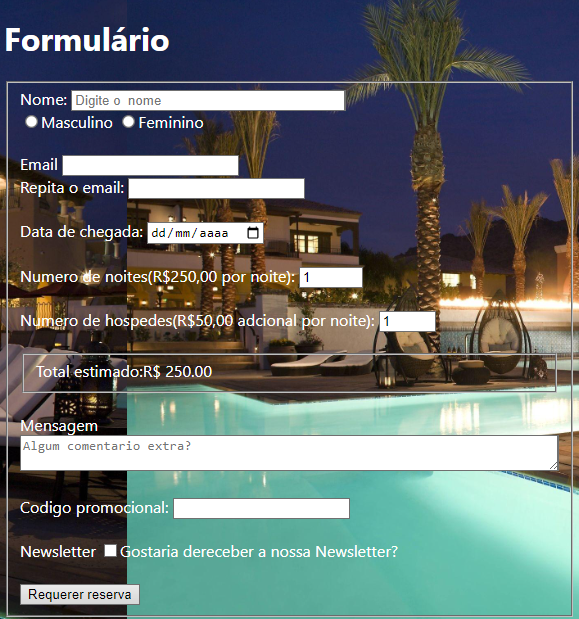 Formulário
Nome: Digite o nome
Masculino Feminino
Email
Repita o email:
Data de chegada: dd/mm/aaaa
Numero de noites(R$250,00 por noite): 1
Numero de hospedes(R$50,00 adcional por noite): 1
Total estimado:R$ 250.00
Mensagem
Algum comentario extra?
Codigo promocional:
Newsletter Gostaria dereceber a nossa Newsletter?
Requerer reserva